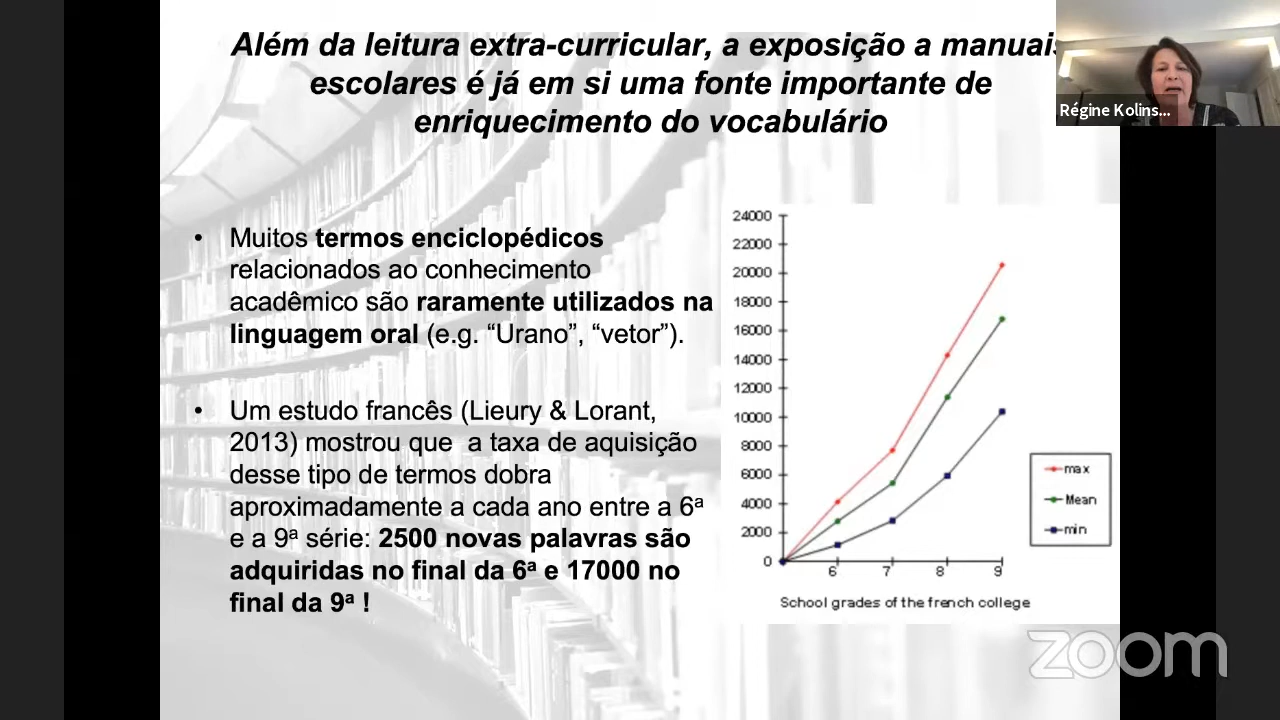 Além da leitura extra-curricular, a exposição a manuais
escolares é já em si uma fonte importante de
enriquecimento do vocabulário
Régine Kolins...
• Muitos termos enciclopédicos
relacionados ao conhecimento
acadêmico são raramente utilizados na
linguagem oral (e.g. “Urano”, “vetor”).
• Um estudo francês (Lieury & Lorant,
2013) mostrou que a taxa de aquisição
desse tipo de termos dobra
aproximadamente a cada ano entre a 6ª
e a 9ª série: 2500 novas palavras são
adquiridas no final da 6ª e 17000 no
final da 9ª !
24000
22000
20000
18000
16000
14000
12000
10000
8000
6000
4000
2000
0
6 7 8 9
School grades of the french college
max
Mean
min
zoom